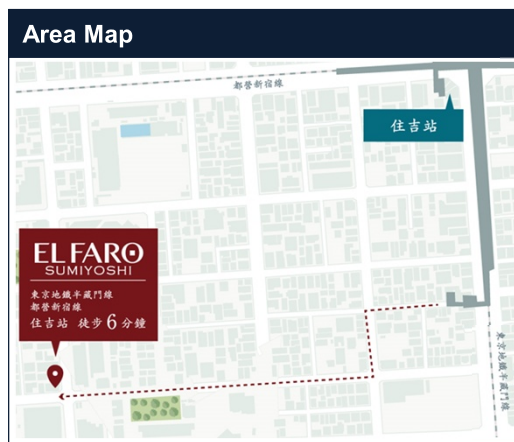 Area Map
都營新宿線
住吉站
EL FARO
SUMIYOSHI
東京地鐵半藏門線
都營新宿線
住吉站 徒步6分鐘
東京地鐵半藏門線